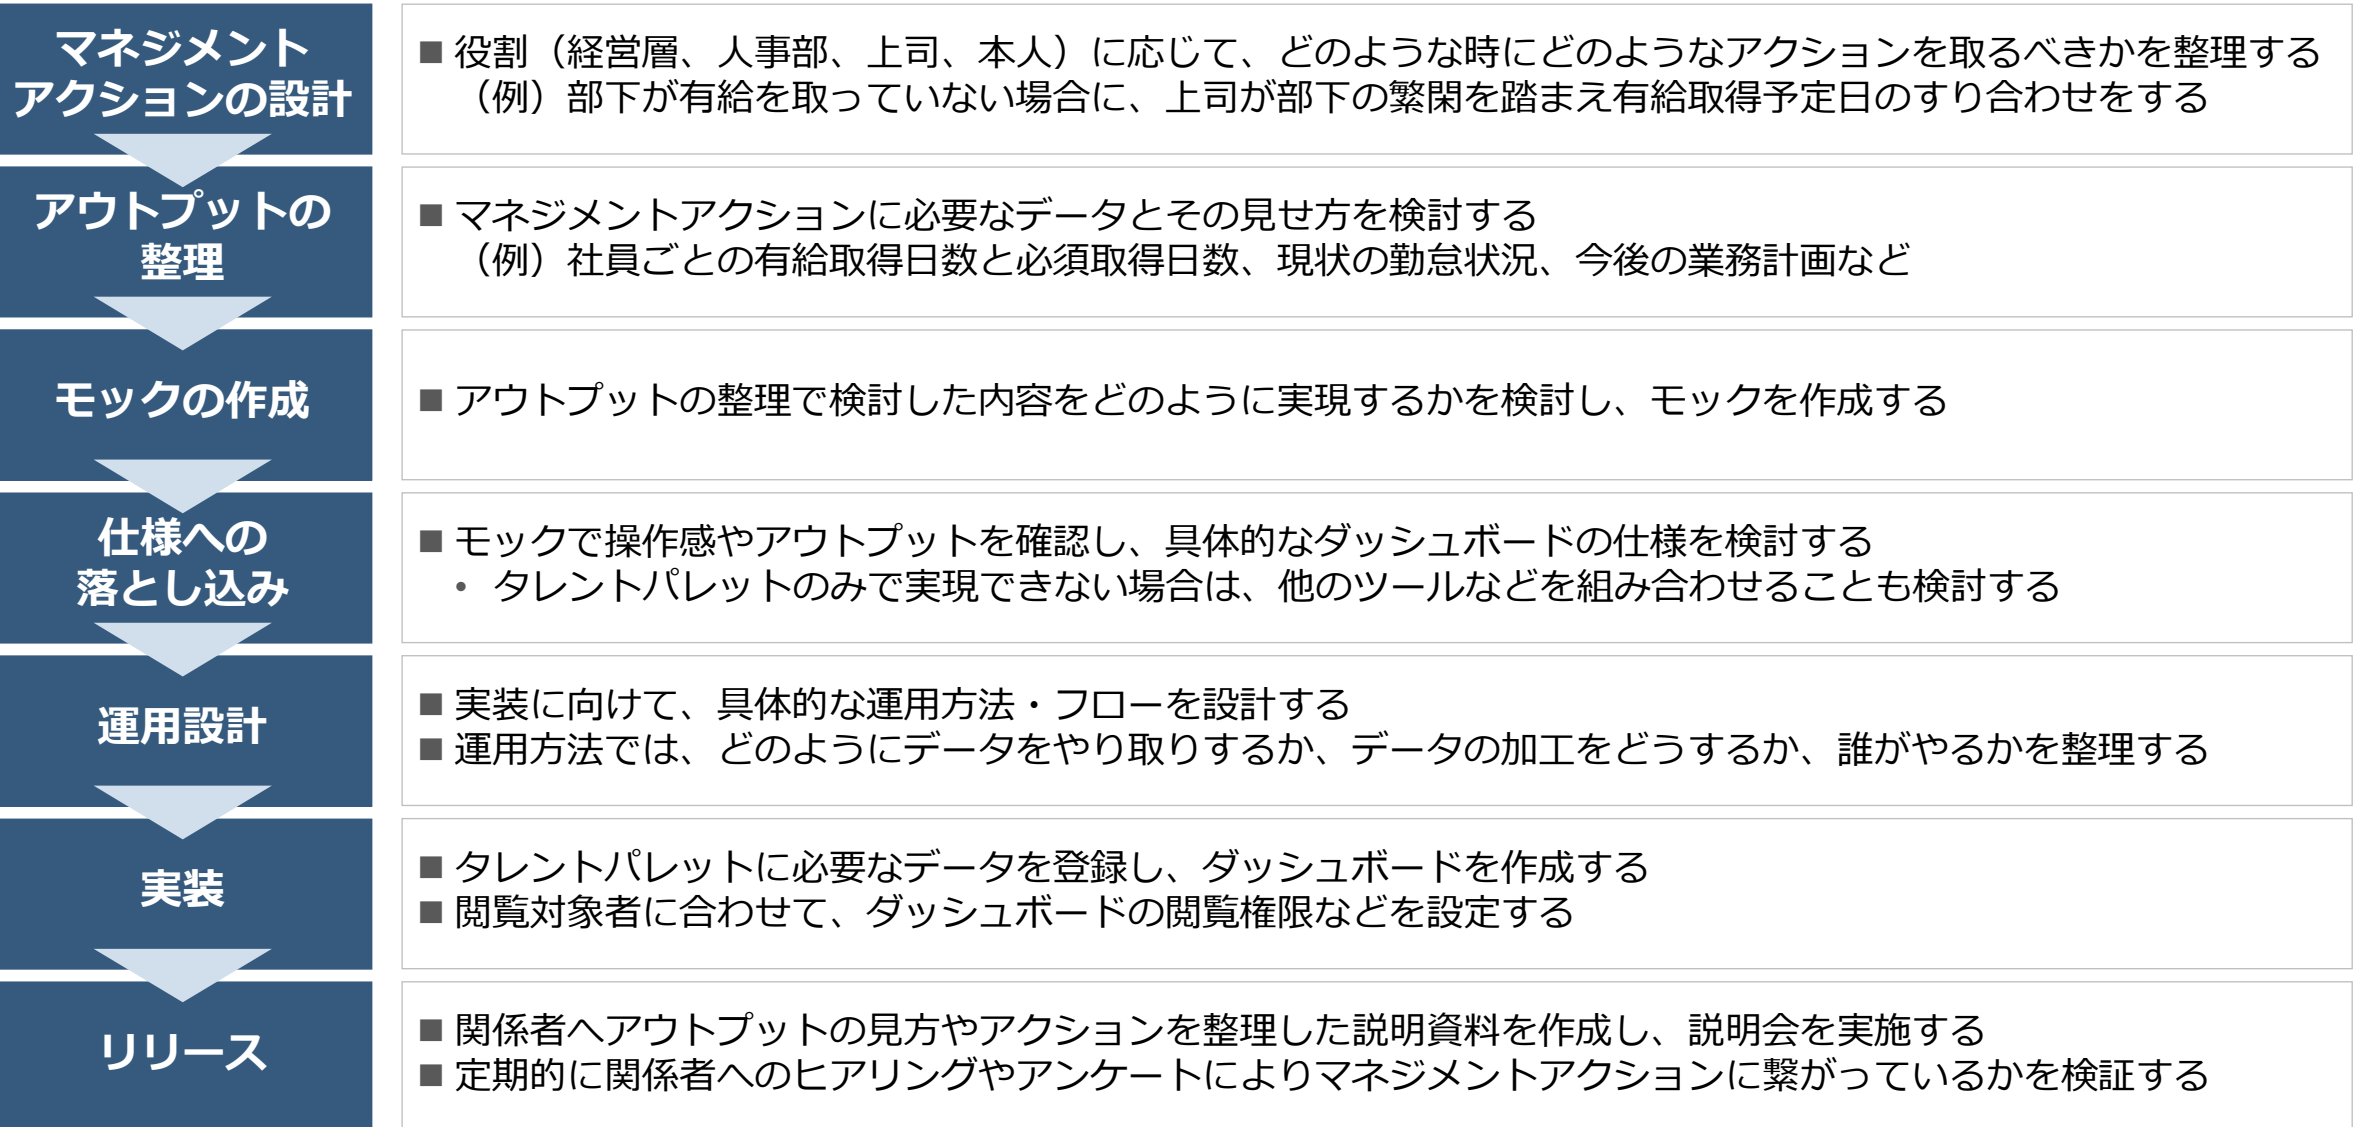 マネジメント
アクションの設計
■ 役割（経営層、人事部、上司、本人）に応じて、どのような時にどのようなアクションを取るべきかを整理する
（例）部下が有給を取っていない場合に、上司が部下の繁閑を踏まえ有給取得予定日のすり合わせをする
アウトプットの
整理
■ マネジメントアクションに必要なデータとその見せ方を検討する
（例）社員ごとの有給取得日数と必須取得日数、現状の勤怠状況、今後の業務計画など
モックの作成
■ アウトプットの整理で検討した内容をどのように実現するかを検討し、モックを作成する
仕様への
落とし込み
■ モックで操作感やアウトプットを確認し、具体的なダッシュボードの仕様を検討する
• タレントパレットのみで実現できない場合は、他のツールなどを組み合わせることも検討する
運用設計
■ 実装に向けて、具体的な運用方法・フローを設計する
■ 運用方法では、どのようにデータをやり取りするか、データの加工をどうするか、誰がやるかを整理する
実装
■ タレントパレットに必要なデータを登録し、ダッシュボードを作成する
■ 閲覧対象者に合わせて、ダッシュボードの閲覧権限などを設定する
リリース
■ 関係者へアウトプットの見方やアクションを整理した説明資料を作成し、説明会を実施する
■ 定期的に関係者へのヒアリングやアンケートによりマネジメントアクションに繋がっているかを検証する